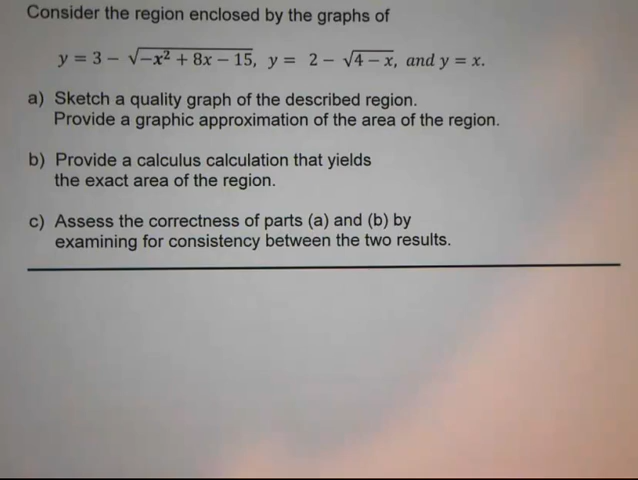 Consider the region enclosed by the graphs of
y = 3 − √(−x² + 8x − 15), y = 2 − √(4 − x), and y = x.
a) Sketch a quality graph of the described region.
Provide a graphic approximation of the area of the region.
b) Provide a calculus calculation that yields
the exact area of the region.
c) Assess the correctness of parts (a) and (b) by
examining for consistency between the two results.